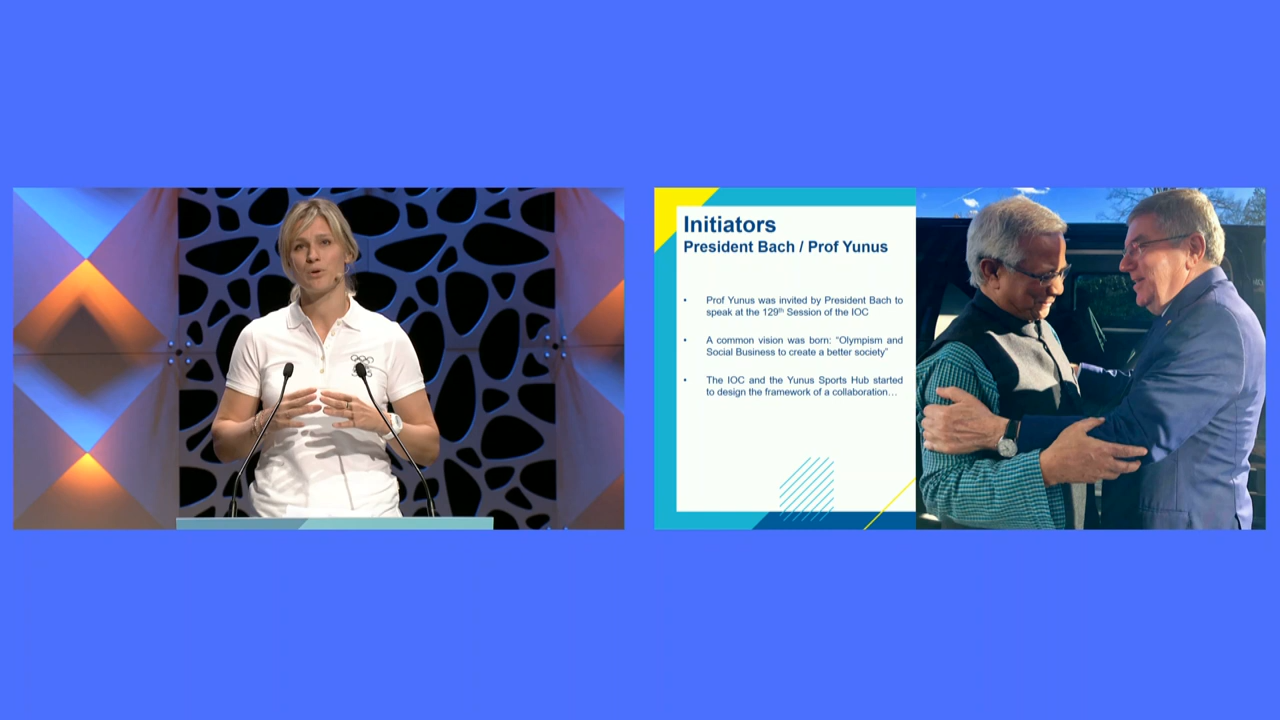 Initiators
President Bach / Prof Yunus
• Prof Yunus was invited by President Bach to
speak at the 129th Session of the IOC
• A common vision was born: “Olympism and
Social Business to create a better society”
• The IOC and the Yunus Sports Hub started
to design the framework of a collaboration…